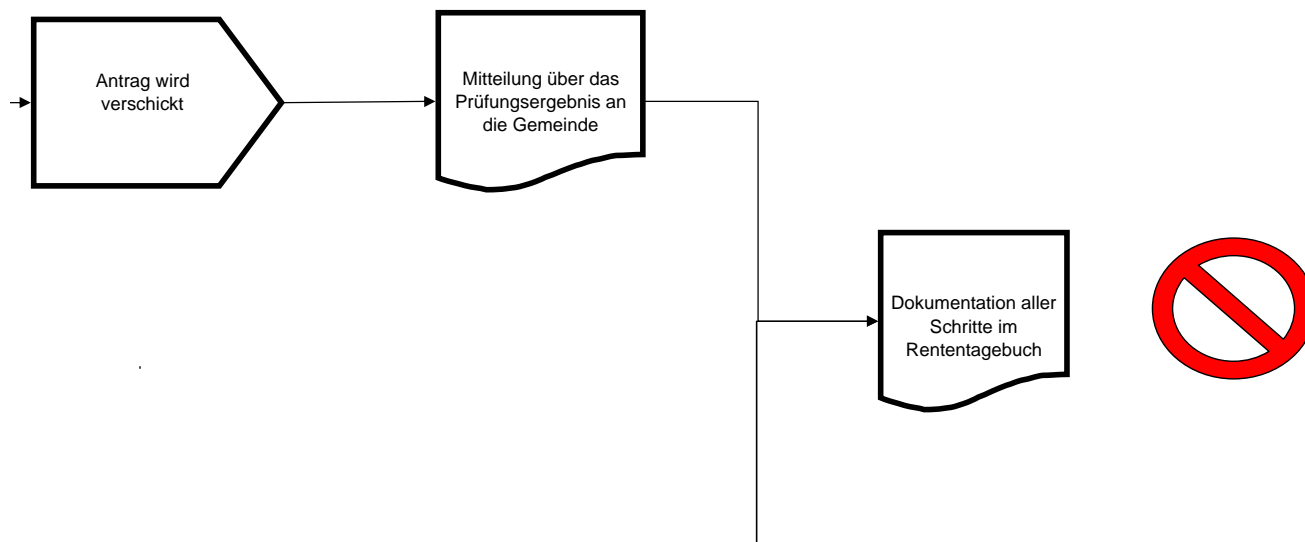 Antrag wird
verschickt
Mitteilung über das
Prüfungsergebnis an
die Gemeinde
Dokumentation aller
Schritte im
Rententagebuch